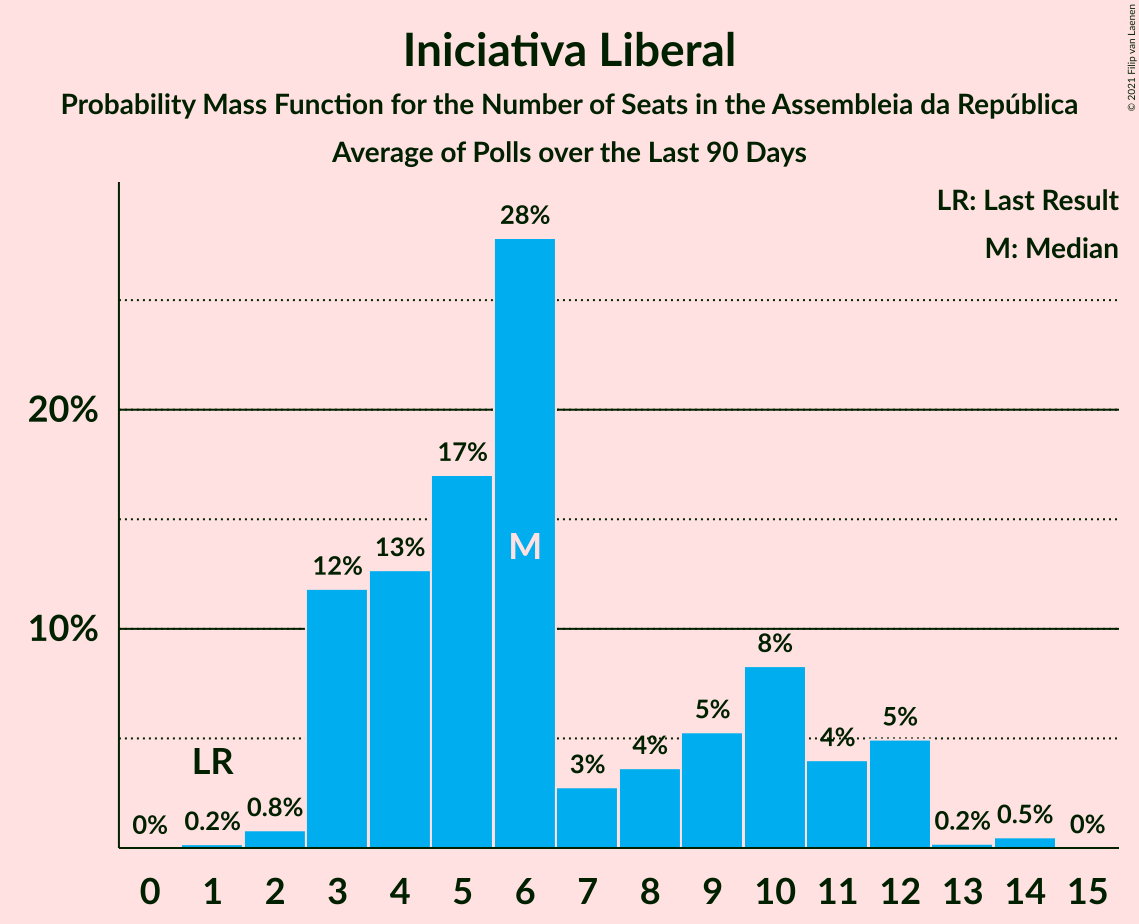 Iniciativa Liberal
Probability Mass Function for the Number of Seats in the Assembleia da República
Average of Polls over the Last 90 Days
© 2021 Filip van Laenen
LR: Last Result
M: Median
20%
10%
0%
0.2%
0.8%
12%
13%
17%
28%
3%
4%
5%
8%
4%
5%
0.2%
0.5%
0%
LR
M
0 1 2 3 4 5 6 7 8 9 10 11 12 13 14 15